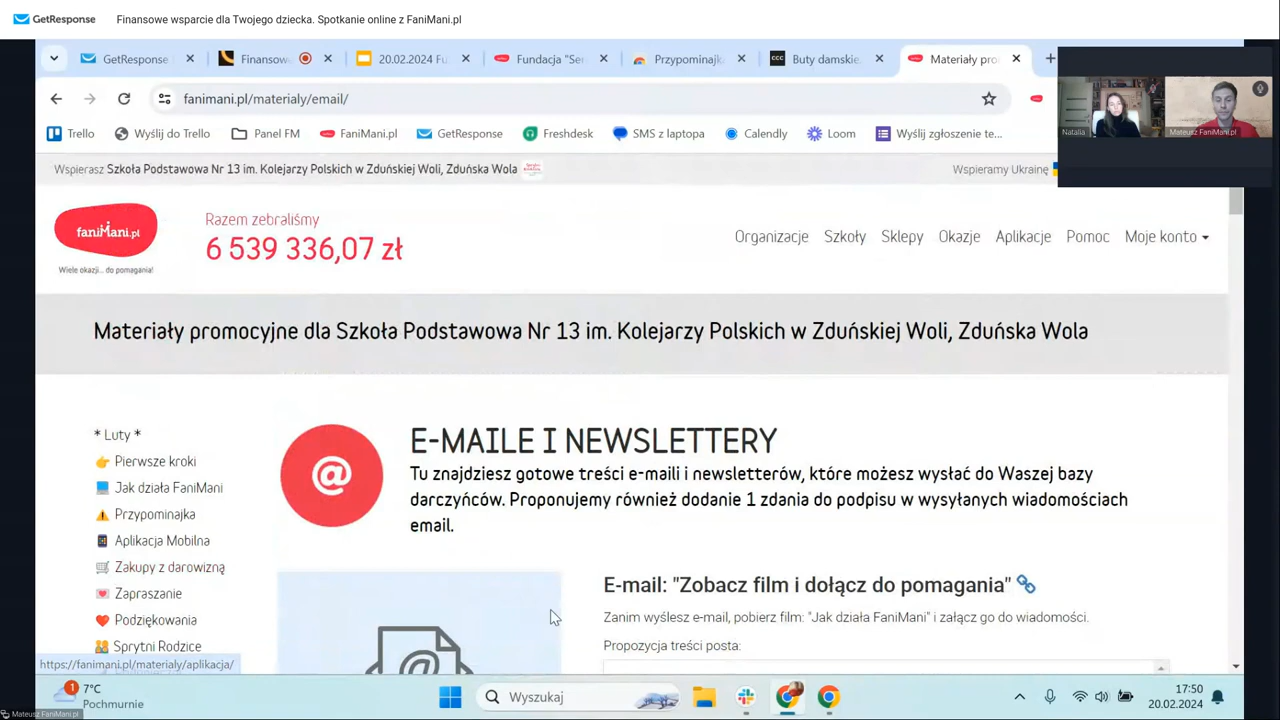 GetResponse
Finansowe wsparcie dla Twojego dziecka. Spotkanie online z FaniMani.pl
GetResponse
Finansow
20.02.2024 Fu
Fundacja "Ser
Przypominajk
Buty damskie
Materiały pro
fanimani.pl/materialy/email/
Trello
Wyślij do Trello
Panel FM
FaniMani.pl
GetResponse
Freshdesk
SMS z laptopa
Calendly
Loom
Wyślij zgłoszenie te...
Natalia
Mateusz FaniMani.pl
Wspierasz Szkoła Podstawowa Nr 13 im. Kolejarzy Polskich w Zduńskiej Woli, Zduńska Wola
Wspieramy Ukrainę
faniMani.pl
Wiele okazji... do pomagania!
Razem zebraliśmy
6 539 336,07 zł
Organizacje
Szkoły
Sklepy
Okazje
Aplikacje
Pomoc
Moje konto
Materiały promocyjne dla Szkoła Podstawowa Nr 13 im. Kolejarzy Polskich w Zduńskiej Woli, Zduńska Wola
* Luty *
Pierwsze kroki
Jak działa FaniMani
Przypominajka
Aplikacja Mobilna
Zakupy z darowizną
Zapraszanie
Podziękowania
Sprytni Rodzice
@
E-MAILE I NEWSLETTERY
Tu znajdziesz gotowe treści e-maili i newsletterów, które możesz wysłać do Waszej bazy
darczyńców. Proponujemy również dodanie 1 zdania do podpisu w wysyłanych wiadomościach
email.
@
E-mail: "Zobacz film i dołącz do pomagania"
Zanim wyślesz e-mail, pobierz film: "Jak działa FaniMani" i załącz go do wiadomości.
Propozycja treści posta:
https://fanimani.pl/materialy/aplikacja/
1
7°C
Pochmurnie
Wyszukaj
17:50
20.02.2024
Mateusz FaniMani.pl